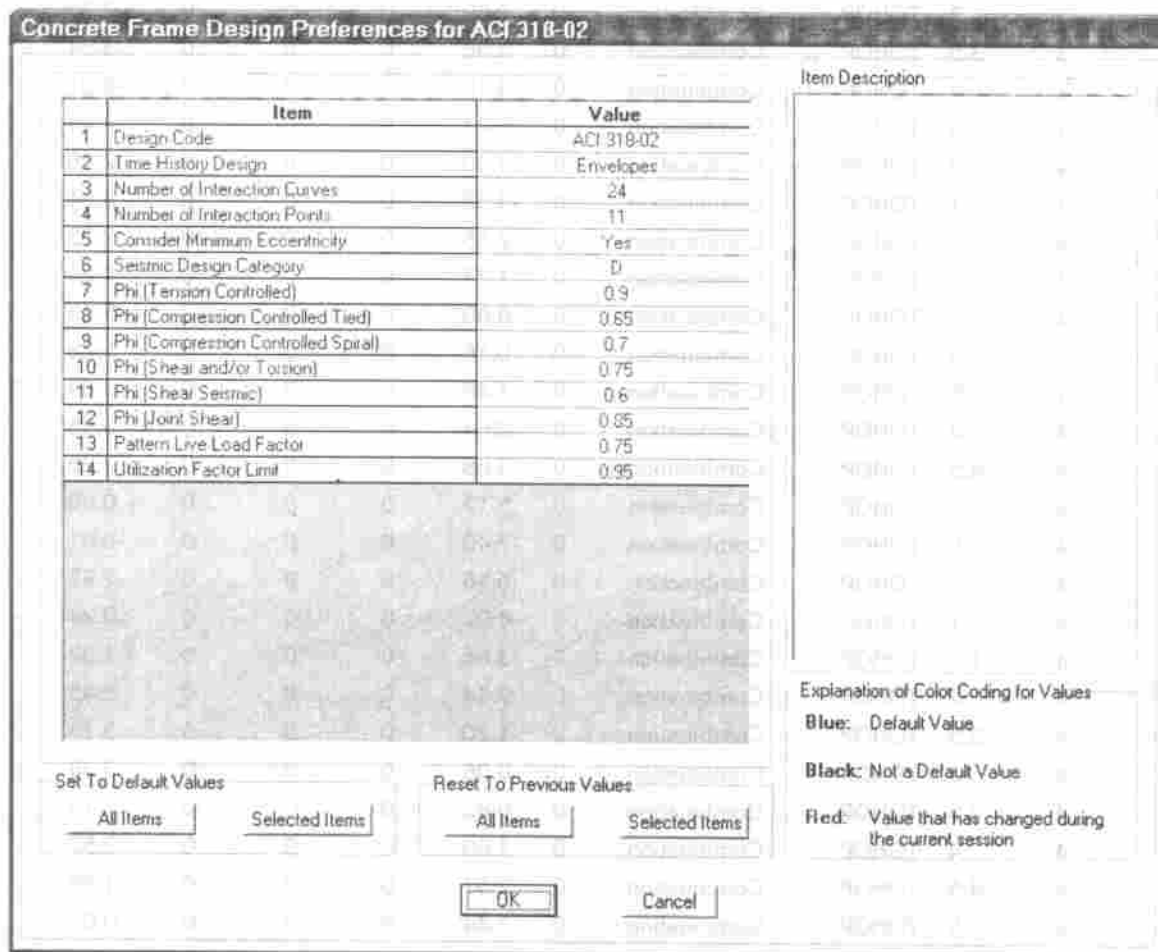 Concrete Frame Design Preferences for ACI 318-02
Item Value
1 Design Code ACI 318-02
2 Time History Design Envelopes
3 Number of Interaction Curves 24
4 Number of Interaction Points 11
5 Consider Minimum Eccentricity Yes
6 Seismic Design Category D
7 Phi (Tension Controlled) 0.9
8 Phi (Compression Controlled Tied) 0.65
9 Phi (Compression Controlled Spiral) 0.7
10 Phi (Shear and/or Torsion) 0.75
11 Phi (Shear Seismic) 0.6
12 Phi (Joint Shear) 0.85
13 Pattern Live Load Factor 0.75
14 Utilization Factor Limit 0.95
Set To Default Values
All Items Selected Items
Reset To Previous Values
All Items Selected Items
Item Description
Explanation of Color Coding for Values
Blue: Default Value
Black: Not a Default Value
Red: Value that has changed during
the current session
OK Cancel